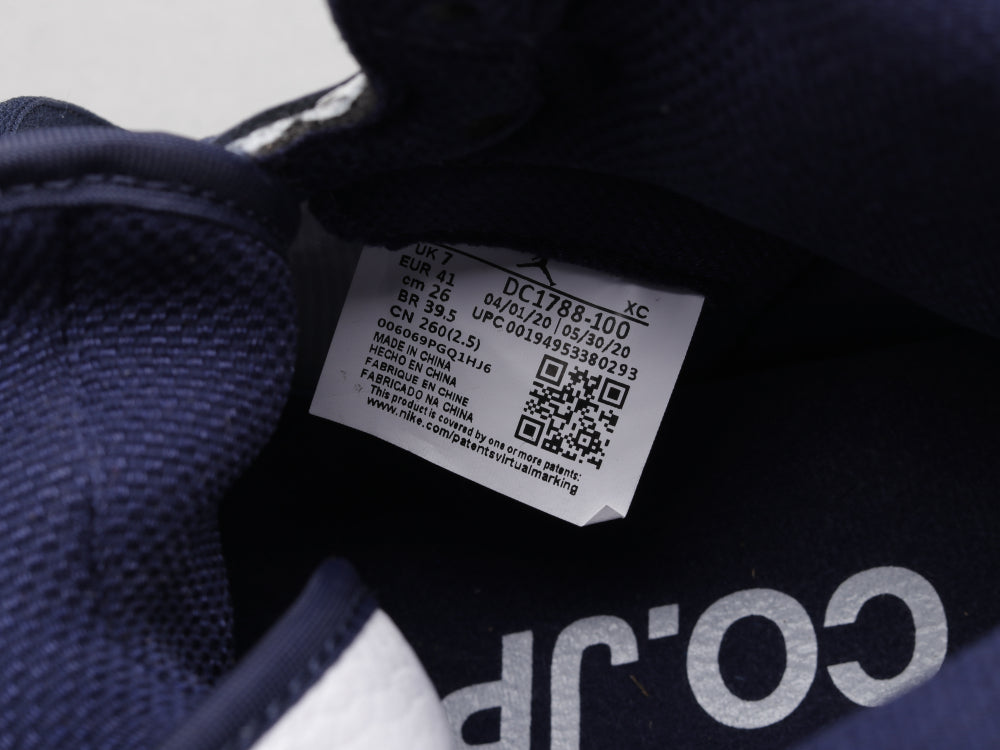 UK 7
EUR 41
cm 26
BR 39.5
CN 260(2.5)
006069PGQ1HJ6
MADE IN CHINA
HECHO EN CHINA
FABRIQUE EN CHINE
FABRICADO NA CHINA
This product is covered by one or more patents:
www.nike.com/patentsvirtualmarking
XC
DC1788-100
04/01/20 | 05/30/20
UPC 00194953380293
CO.JP